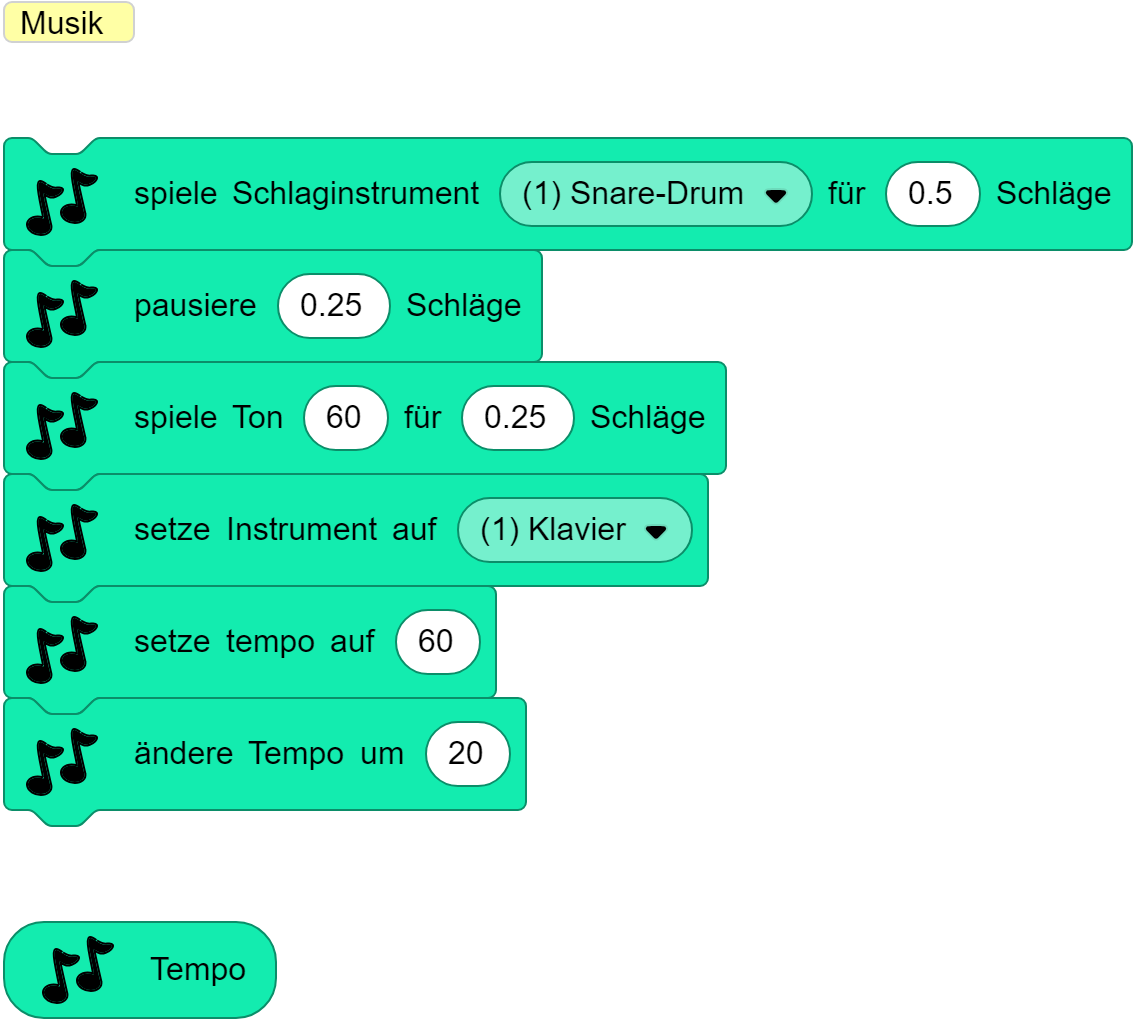 Musik
spiele Schlaginstrument (1) Snare-Drum für 0.5 Schläge
pausiere 0.25 Schläge
spiele Ton 60 für 0.25 Schläge
setze Instrument auf (1) Klavier
setze tempo auf 60
ändere Tempo um 20
Tempo